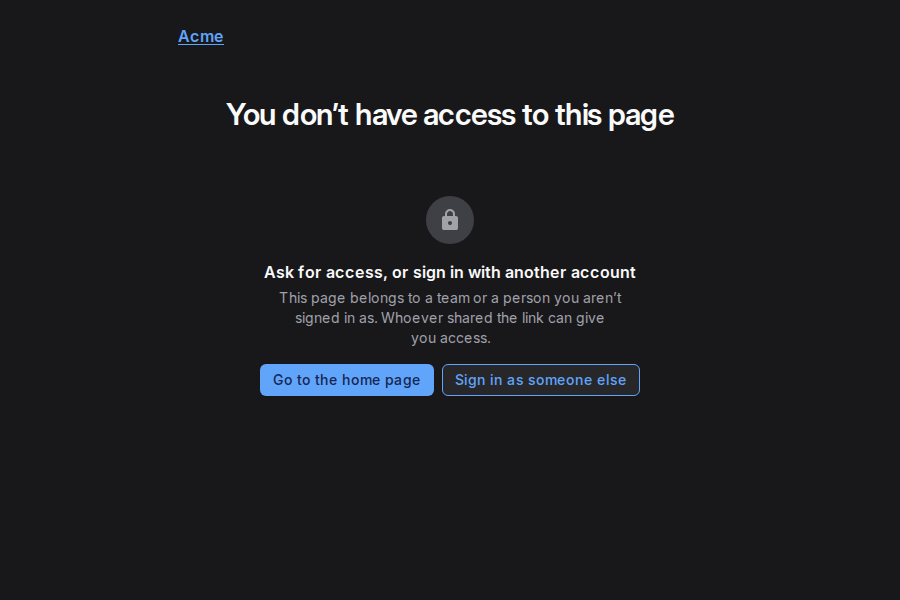 Acme
You don’t have access to this page
Ask for access, or sign in with another account
This page belongs to a team or a person you aren’t
signed in as. Whoever shared the link can give
you access.
Go to the home page
Sign in as someone else